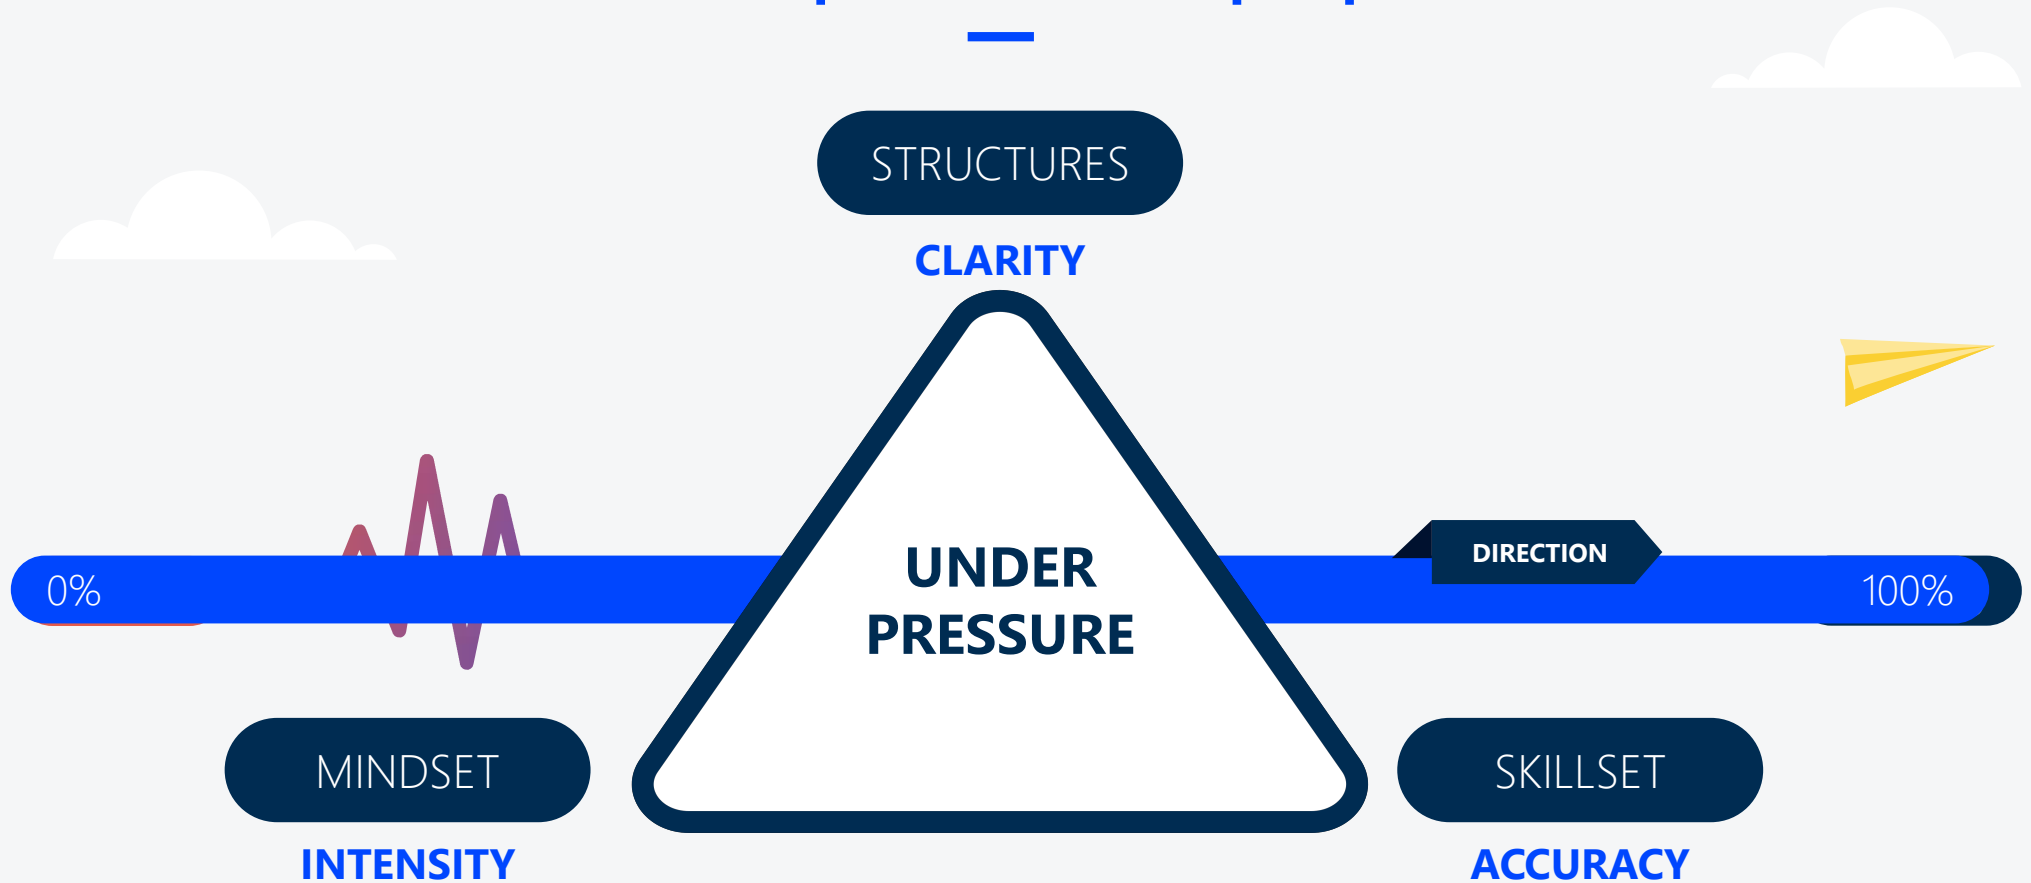 STRUCTURES
CLARITY
UNDER
PRESSURE
DIRECTION
0%
100%
MINDSET
SKILLSET
INTENSITY
ACCURACY